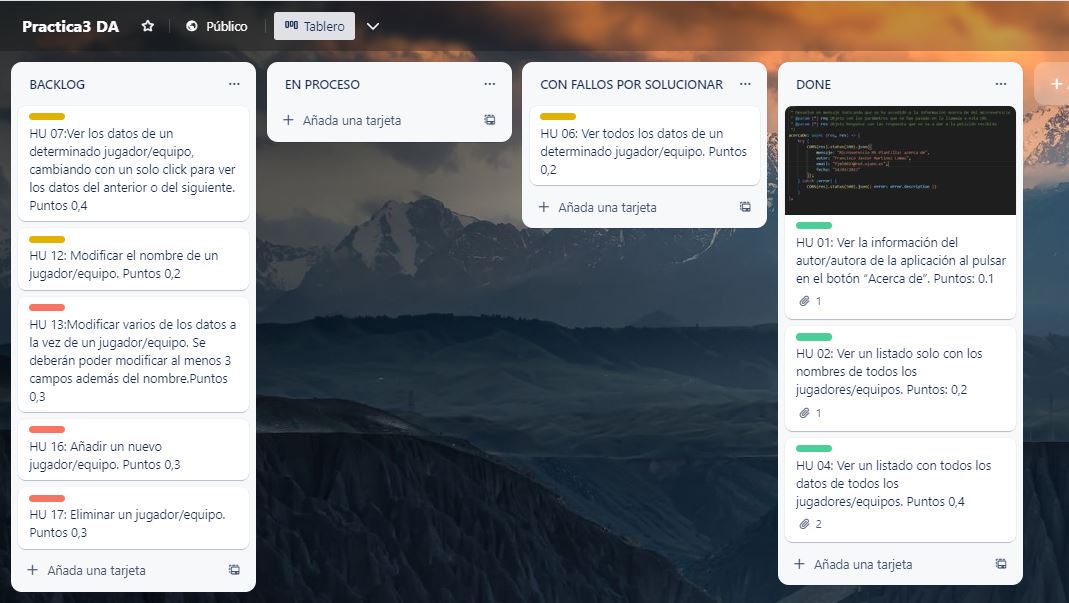 Practica3 DA
Público
Tablero
BACKLOG
HU 07:Ver los datos de un
determinado jugador/equipo,
cambiando con un solo click para ver
los datos del anterior o del siguiente.
Puntos 0,4
HU 12: Modificar el nombre de un
jugador/equipo. Puntos 0,2
HU 13:Modificar varios de los datos a
la vez de un jugador/equipo. Se
deberán poder modificar al menos 3
campos además del nombre.Puntos
0,3
HU 16: Añadir un nuevo
jugador/equipo. Puntos 0,3
HU 17: Eliminar un jugador/equipo.
Puntos 0,3
+ Añada una tarjeta
EN PROCESO
+ Añada una tarjeta
CON FALLOS POR SOLUCIONAR
HU 06: Ver todos los datos de un
determinado jugador/equipo. Puntos
0,2
+ Añada una tarjeta
DONE
HU 01: Ver la información del
autor/autora de la aplicación al pulsar
en el botón “Acerca de”. Puntos: 0.1
1
HU 02: Ver un listado solo con los
nombres de todos los
jugadores/equipos. Puntos: 0,2
1
HU 04: Ver un listado con todos los
datos de todos los
jugadores/equipos. Puntos 0,4
2
+ Añada una tarjeta